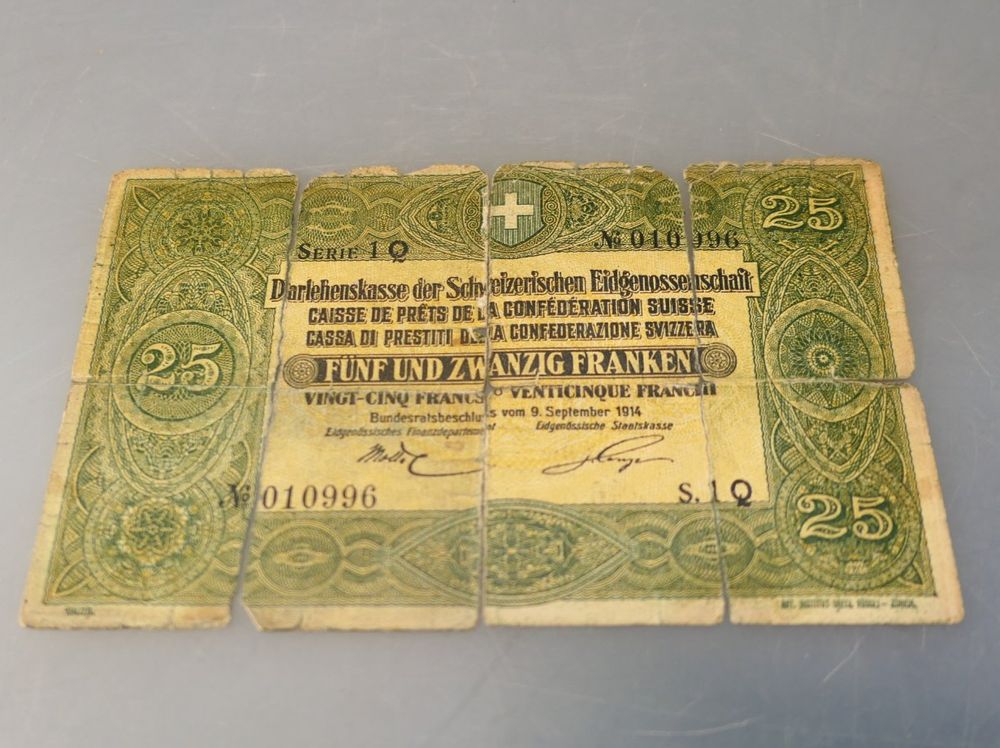 25
SERIE 1 Q
№ 010996
Darlehenskasse der Schweizerischen Eidgenossenschaft
CAISSE DE PRÊTS DE LA CONFÉDÉRATION SUISSE
CASSA DI PRESTITI DELLA CONFEDERAZIONE SVIZZERA
25
FÜNF UND ZWANZIG FRANKEN
VINGT-CINQ FRANCS VENTICINQUE FRANCHI
Bundesratsbeschluss vom 9. September 1914
Eidgenössisches Finanzdepartement Eidgenössische Staatskasse
№ 010996
S. 1 Q
25